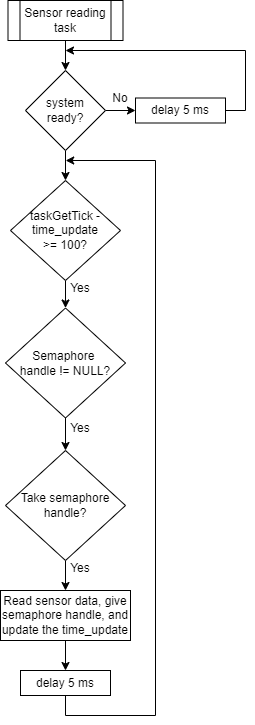 Sensor reading
task
system
ready?
No
delay 5 ms
taskGetTick -
time_update
>= 100?
Yes
Semaphore
handle != NULL?
Yes
Take semaphore
handle?
Yes
Read sensor data, give
semaphore handle, and
update the time_update
delay 5 ms